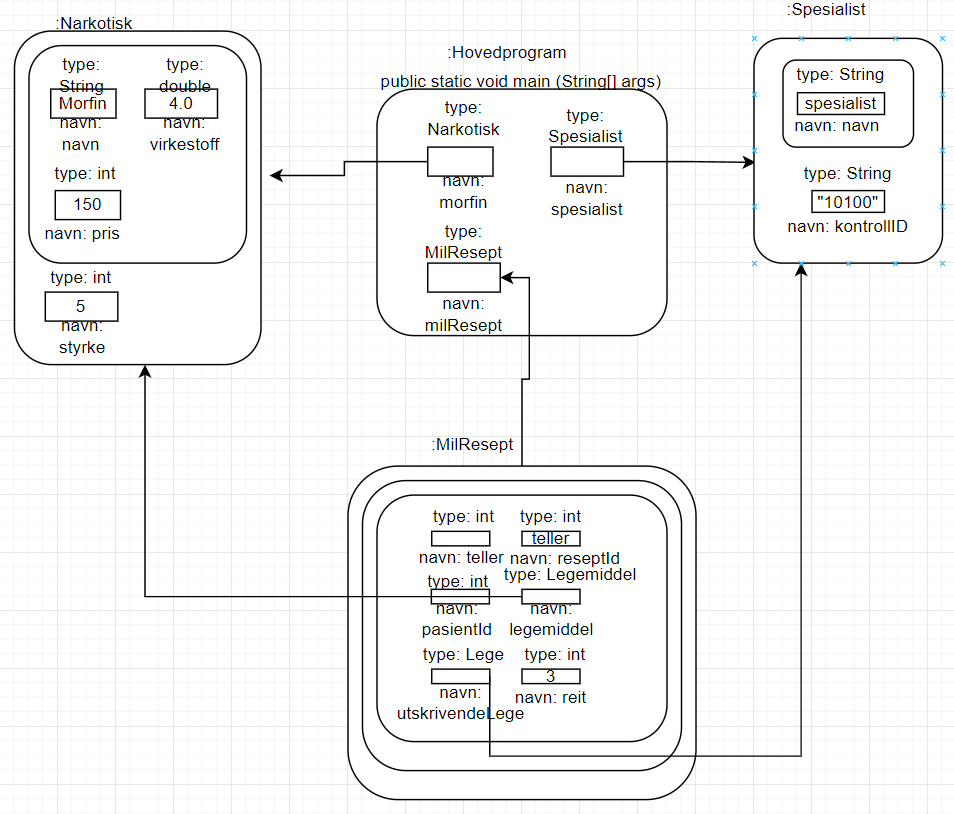 :Narkotisk
type:
String
Morfin
navn:
navn
type:
double
4.0
navn:
virkestoff
type: int
150
navn: pris
type: int
5
navn:
styrke
:Hovedprogram
public static void main (String[] args)
type:
Narkotisk
navn:
morfin
type:
Spesialist
navn:
spesialist
type:
MilResept
navn:
milResept
:Spesialist
type: String
spesialist
navn: navn
type: String
"10100"
navn: kontrollID
:MilResept
type: int
navn: teller
type: int
teller
navn: reseptId
type: int
navn:
pasientId
type: Legemiddel
navn:
legemiddel
type: Lege
navn:
utskrivendeLege
type: int
3
navn: reit